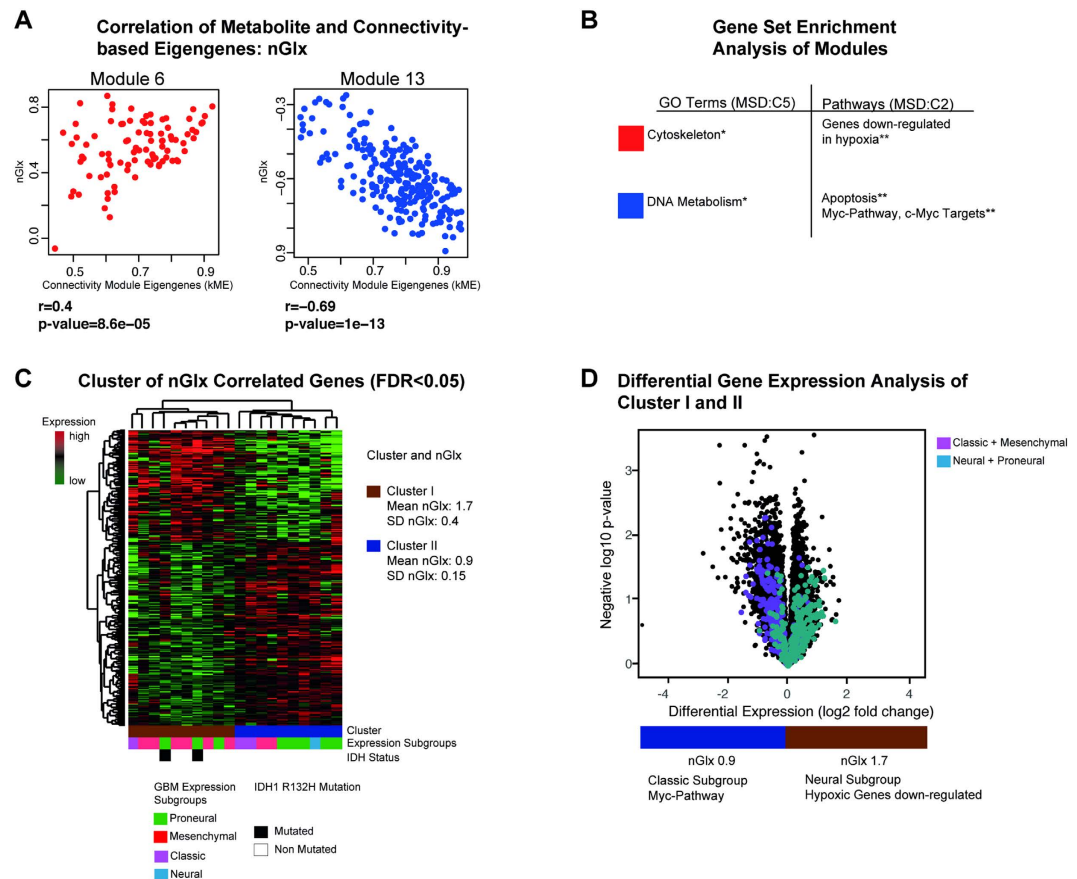 A
Correlation of Metabolite and Connectivity-
based Eigengenes: nGlx
Module 6
Module 13
nGlx
0.0 0.2 0.4 0.6 0.8
0.5 0.6 0.7 0.8 0.9
Connectivity Module Eigengenes (kME)
r=0.4
p-value=8.6e−05
nGlx
0.9 −0.6 −0.3
0.5 0.6 0.7 0.8 0.9
Connectivity Module Eigengenes (kME)
r=−0.69
p-value=1e−13
B
Gene Set Enrichment
Analysis of Modules
GO Terms (MSD:C5)
Pathways (MSD:C2)
Cytoskeleton*
Genes down-regulated
in hypoxia**
DNA Metabolism*
Apoptosis**
Myc-Pathway, c-Myc Targets**
C
Cluster of nGlx Correlated Genes (FDR<0.05)
Expression
high
low
Cluster and nGlx
Cluster I
Mean nGlx: 1.7
SD nGlx: 0.4
Cluster II
Mean nGlx: 0.9
SD nGlx: 0.15
Cluster
Expression Subgroups
IDH Status
GBM Expression
Subgroups
Proneural
Mesenchymal
Classic
Neural
IDH1 R132H Mutation
Mutated
Non Mutated
D
Differential Gene Expression Analysis of
Cluster I and II
Classic + Mesenchymal
Neural + Proneural
Negative log10 p-value
3
2
1
0
-4 -2 0 2 4
Differential Expression (log2 fold change)
nGlx 0.9
nGlx 1.7
Classic Subgroup
Myc-Pathway
Neural Subgroup
Hypoxic Genes down-regulated